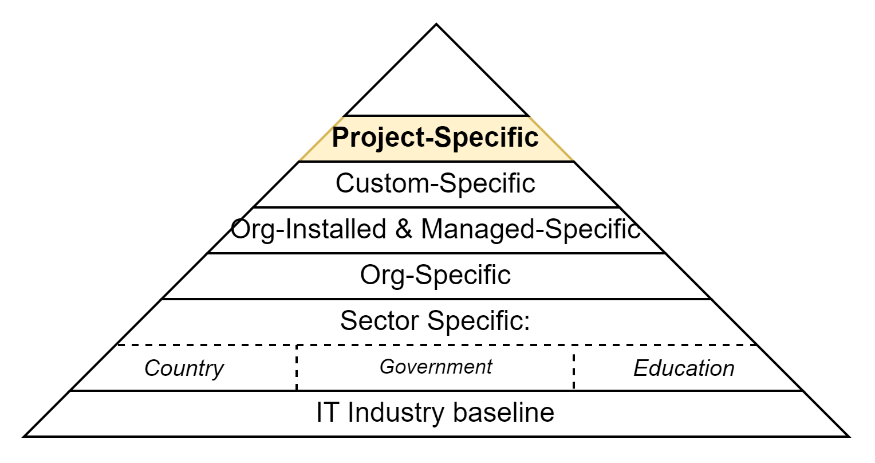 Project-Specific
Custom-Specific
Org-Installed & Managed-Specific
Org-Specific
Sector Specific:
Country Government Education
IT Industry baseline